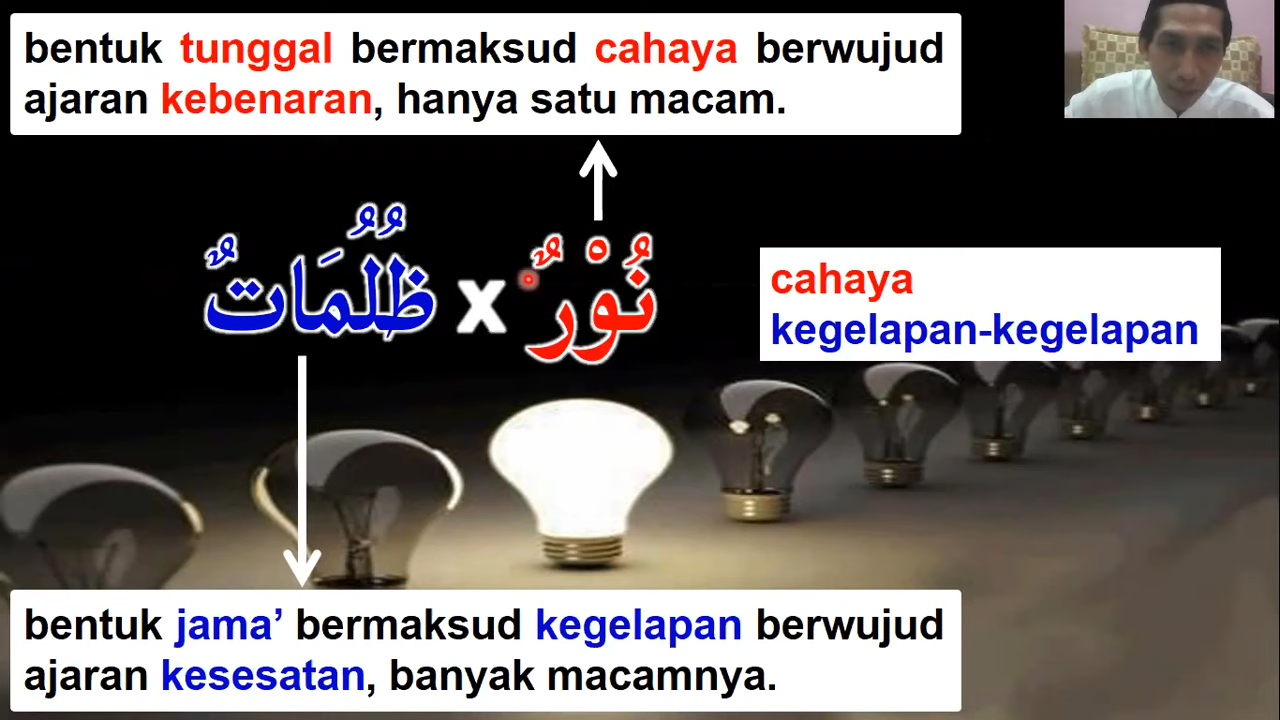 bentuk tunggal bermaksud cahaya berwujud
ajaran kebenaran, hanya satu macam.
نُوْرٌ x ظُلُمَاتٌ
cahaya
kegelapan-kegelapan
bentuk jama’ bermaksud kegelapan berwujud
ajaran kesesatan, banyak macamnya.